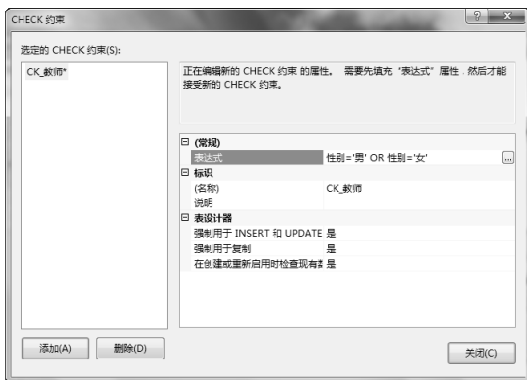 CHECK 约束
选定的 CHECK 约束(S):
CK_教师*
正在编辑新的 CHECK 约束 的属性。 需要先填充“表达式”属性，然后才能
接受新的 CHECK 约束。
(常规)
表达式 性别='男' OR 性别='女' ...
标识
(名称) CK_教师
说明
表设计器
强制用于 INSERT 和 UPDATE 是
强制用于复制 是
在创建或重新启用时检查现有 是
添加(A) 删除(D) 关闭(C)